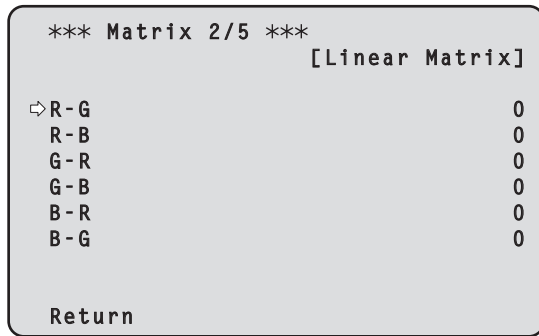 *** Matrix 2/5 ***
[Linear Matrix]
⇨R-G 0
R-B 0
G-R 0
G-B 0
B-R 0
B-G 0
Return